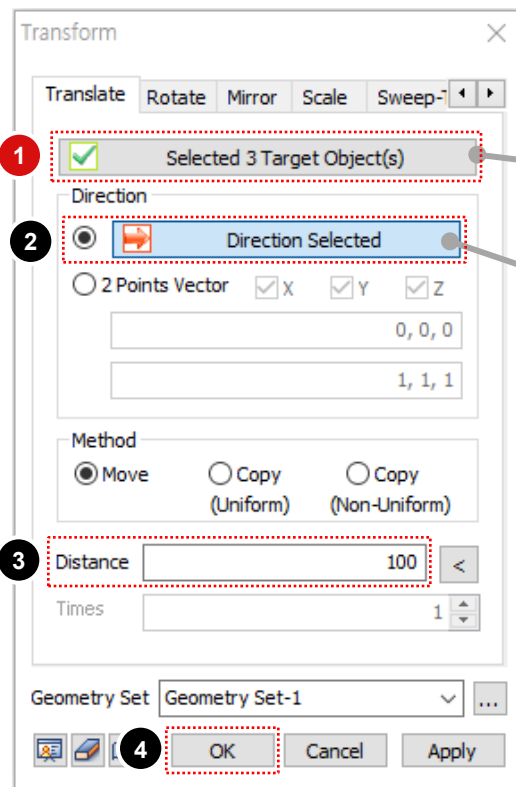 Transform
Translate Rotate Mirror Scale Sweep-
1 Selected 3 Target Object(s)
Direction
2 Direction Selected
2 Points Vector X Y Z
0, 0, 0
1, 1, 1
Method
Move Copy (Uniform) Copy (Non-Uniform)
3 Distance 100 <
Times 1
Geometry Set Geometry Set-1 ...
4 OK Cancel Apply